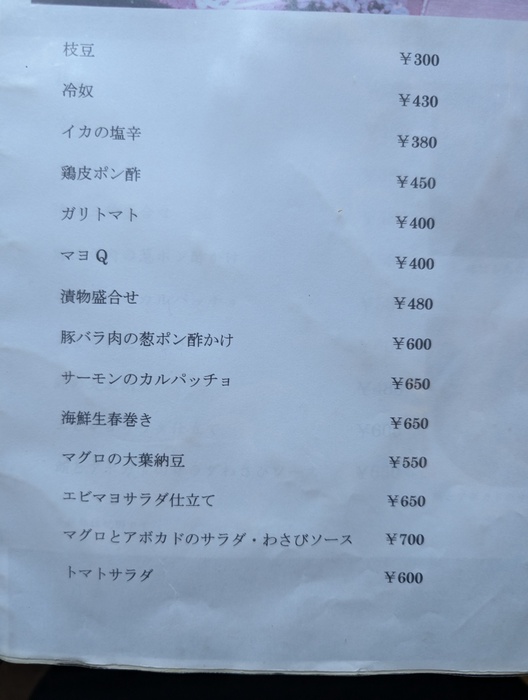 枝豆 ￥300
冷奴 ￥430
イカの塩辛 ￥380
鶏皮ポン酢 ￥450
ガリトマト ￥400
マヨQ ￥400
漬物盛合せ ￥480
豚バラ肉の葱ポン酢かけ ￥600
サーモンのカルパッチョ ￥650
海鮮生春巻き ￥650
マグロの大葉納豆 ￥550
エビマヨサラダ仕立て ￥650
マグロとアボカドのサラダ・わさびソース ￥700
トマトサラダ ￥600